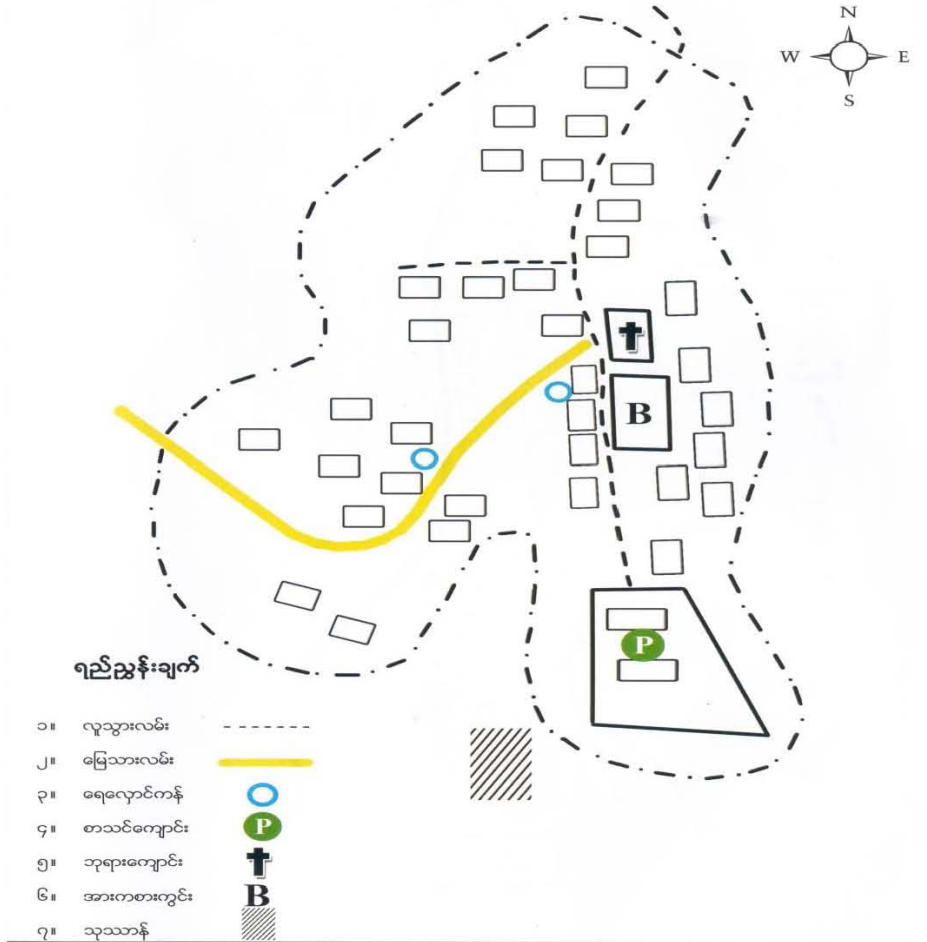 N
W E
S
B
P
ရည်ညွှန်းချက်
၁။ လူသွားလမ်း
၂။ မြေသားလမ်း
၃။ ရေလှောင်ကန်
၄။ စာသင်ကျောင်း P
၅။ ဘုရားကျောင်း
၆။ အားကစားကွင်း B
၇။ သုဿာန်